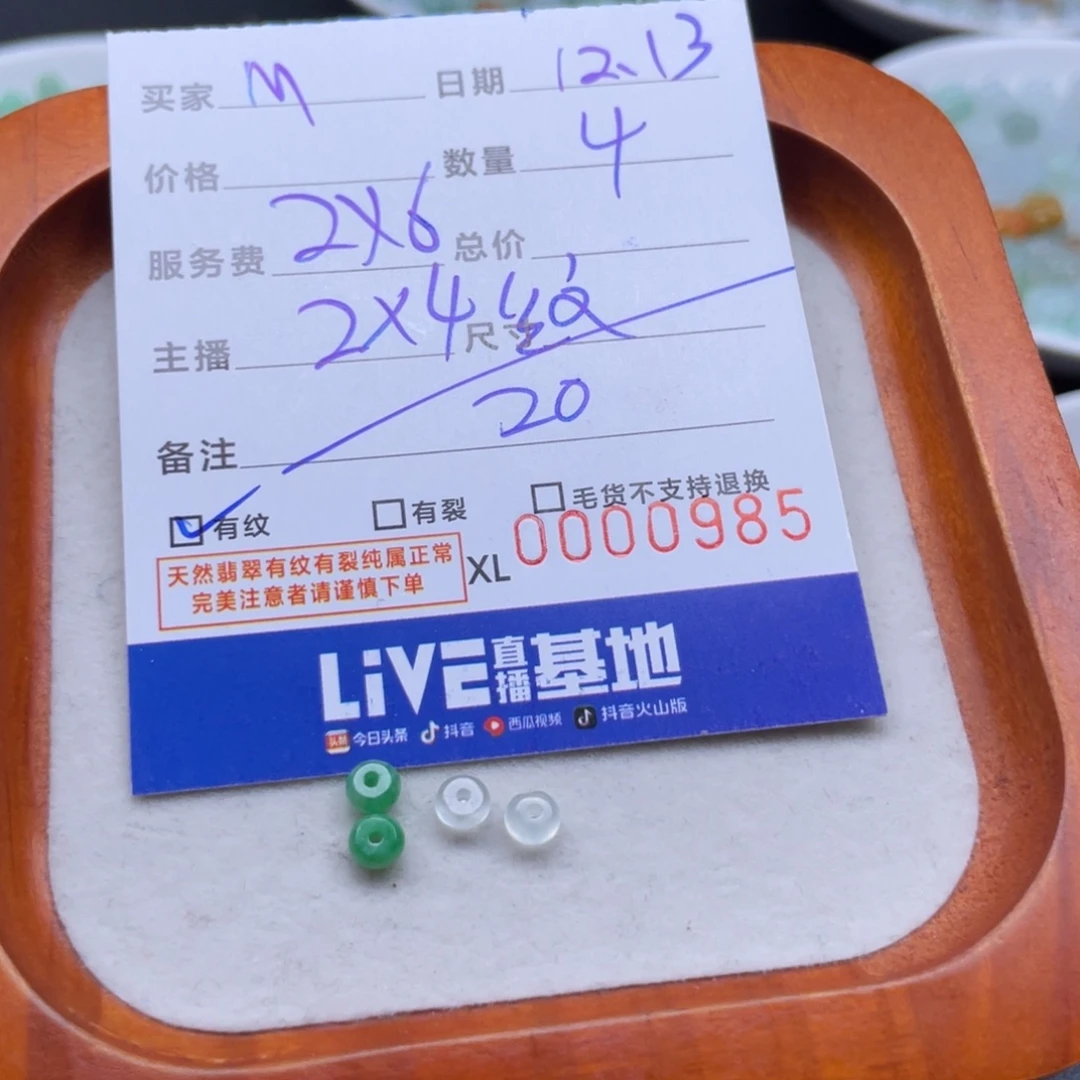 买家 M 日期 12.13
价格 数量 4
服务费 2X6 总价
主播 2X4 纹 尺寸
备注 20
有纹 有裂 毛货不支持退换
天然翡翠有纹有裂纯属正常
完美注意者请谨慎下单
XL 0000985
LiVE直播基地
头条 今日头条 抖音 西瓜视频 抖音火山版